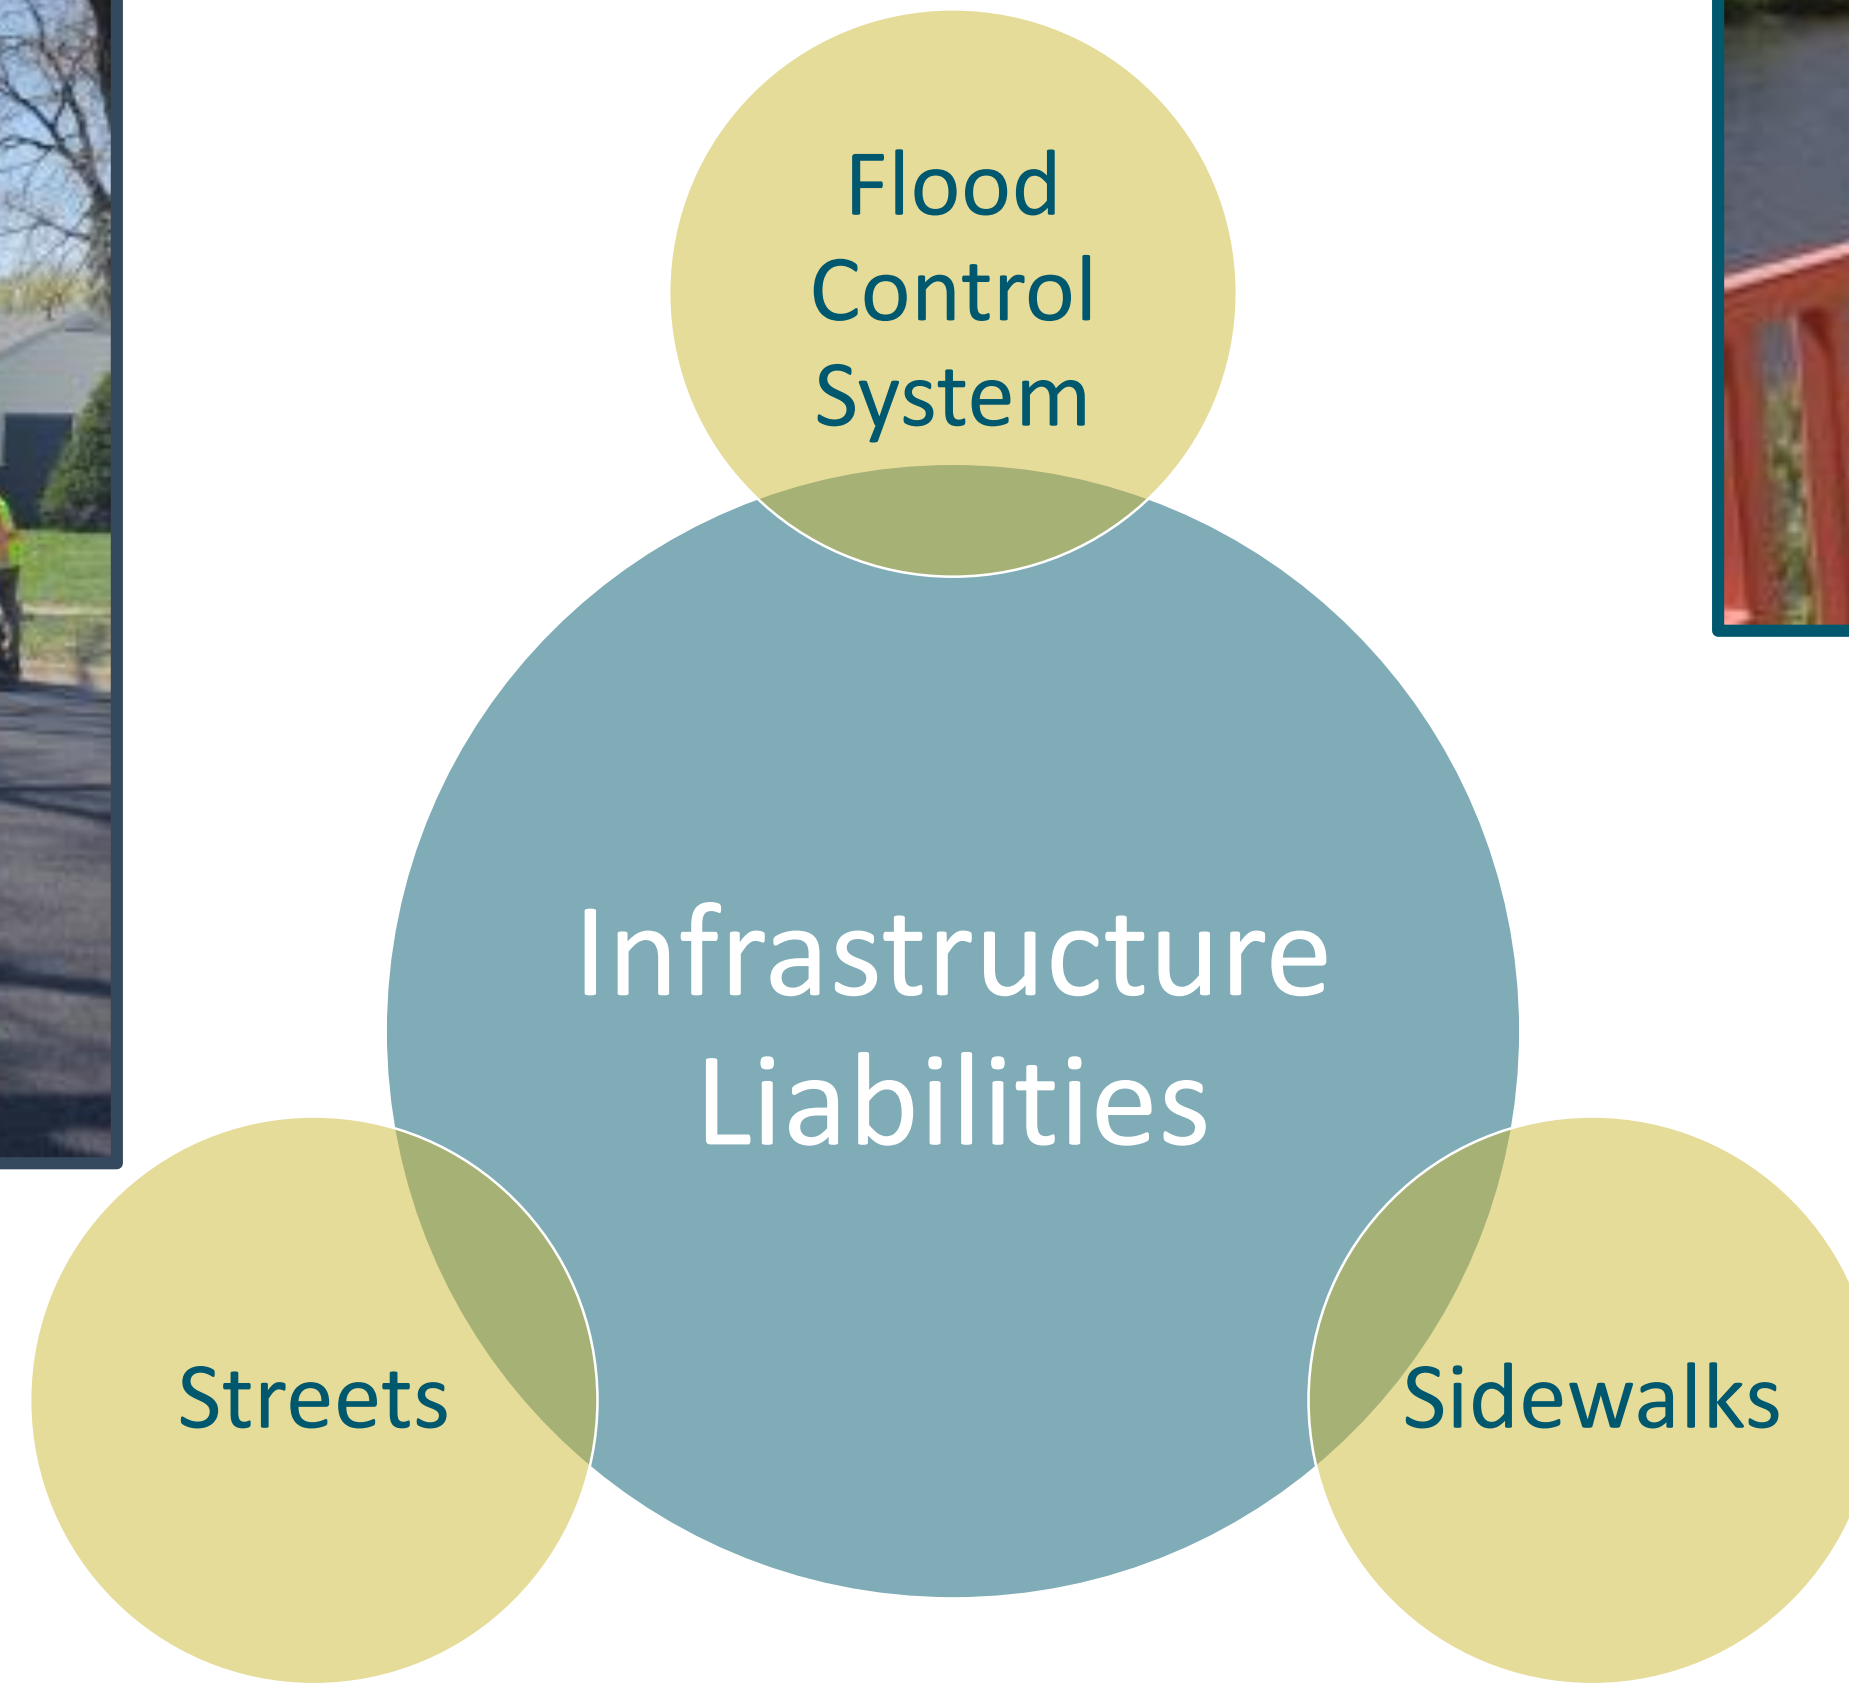 Flood
Control
System
Infrastructure
Liabilities
Streets
Sidewalks